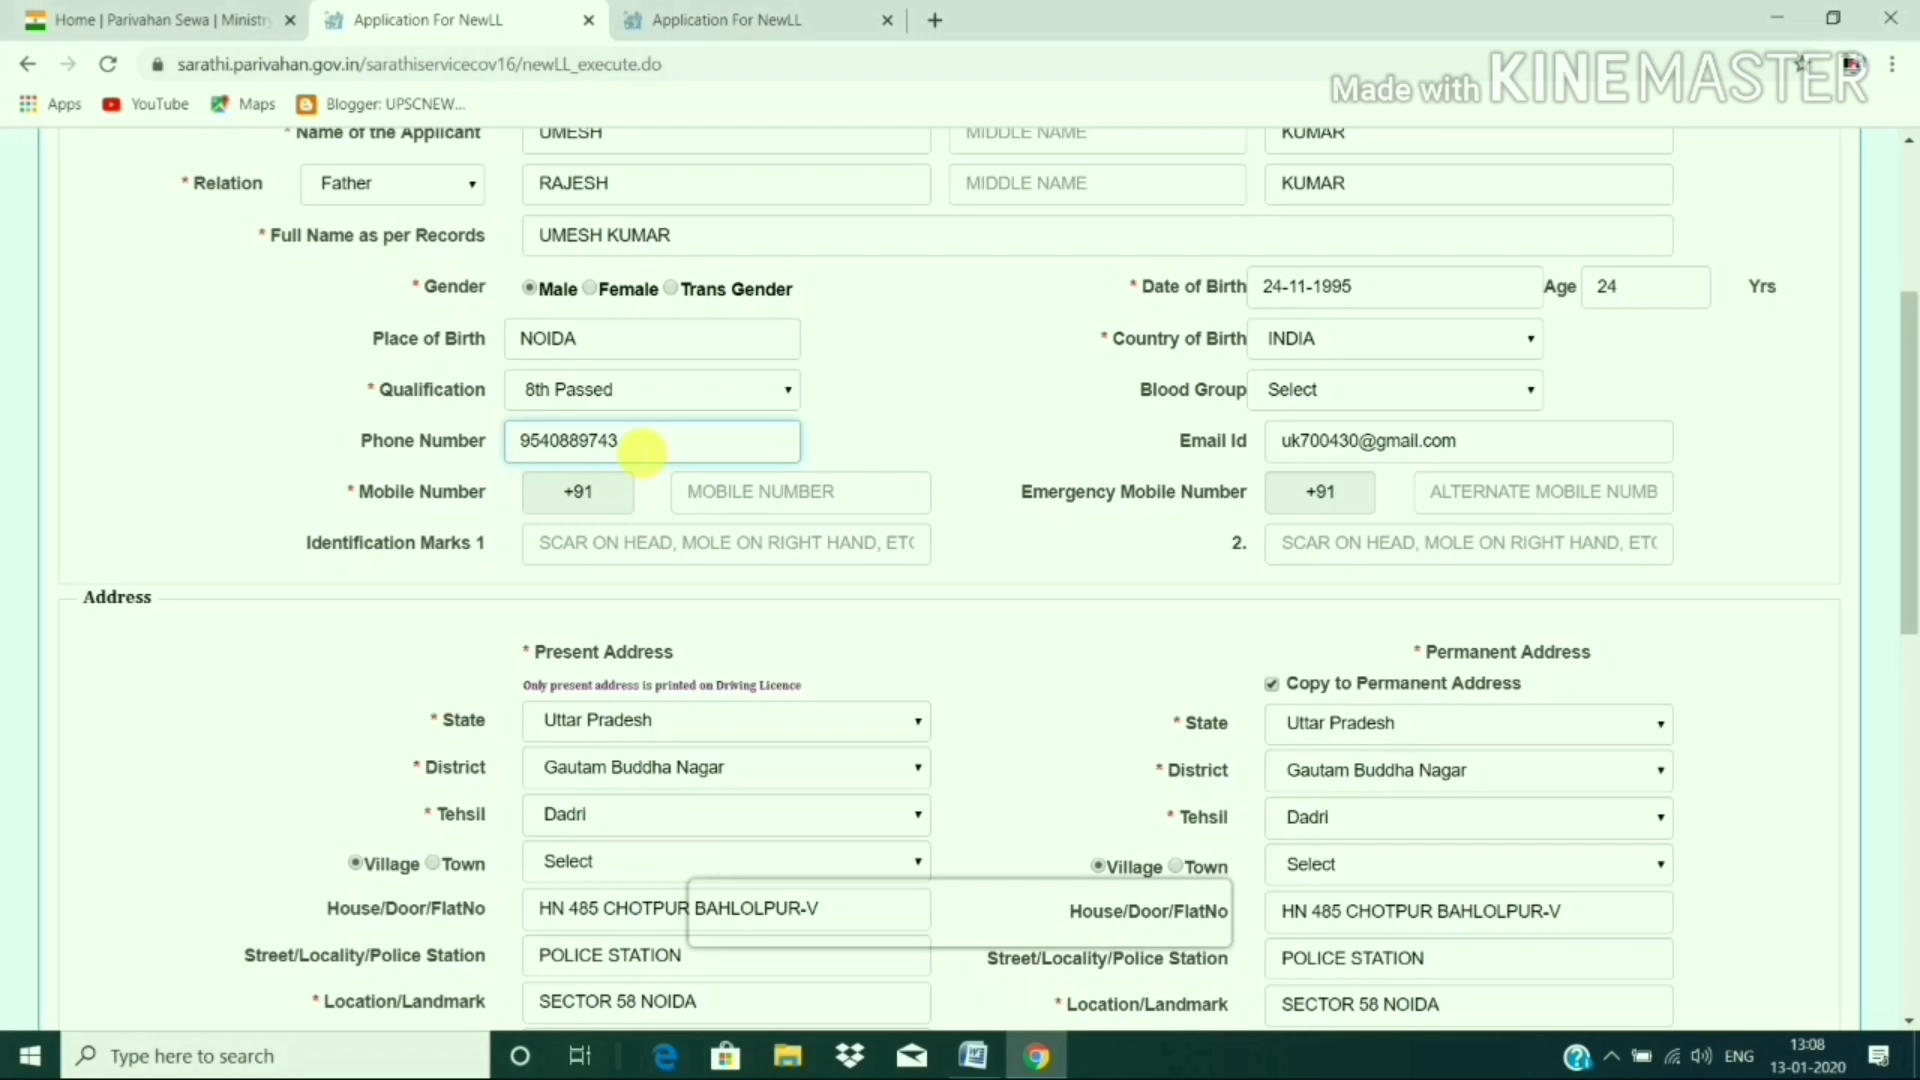 Home | Parivahan Sewa | Ministry
Application For NewLL
Application For NewLL
sarathi.parivahan.gov.in/sarathiservicecov16/newLL_execute.do
Made with KINEMASTER
Apps
YouTube
Maps
Blogger: UPSCNEW...
* Name of the Applicant UMESH MIDDLE NAME KUMAR
* Relation Father RAJESH MIDDLE NAME KUMAR
* Full Name as per Records UMESH KUMAR
* Gender Male Female Trans Gender * Date of Birth 24-11-1995 Age 24 Yrs
Place of Birth NOIDA * Country of Birth INDIA
* Qualification 8th Passed Blood Group Select
Phone Number 9540889743 Email Id uk700430@gmail.com
* Mobile Number +91 MOBILE NUMBER Emergency Mobile Number +91 ALTERNATE MOBILE NUMB
Identification Marks 1 SCAR ON HEAD, MOLE ON RIGHT HAND, ETC 2. SCAR ON HEAD, MOLE ON RIGHT HAND, ETC
Address
* Present Address * Permanent Address
Only present address is printed on Driving Licence Copy to Permanent Address
* State Uttar Pradesh * State Uttar Pradesh
* District Gautam Buddha Nagar * District Gautam Buddha Nagar
* Tehsil Dadri * Tehsil Dadri
Village Town Select Village Town Select
House/Door/FlatNo HN 485 CHOTPUR BAHLOLPUR-V House/Door/FlatNo HN 485 CHOTPUR BAHLOLPUR-V
Street/Locality/Police Station POLICE STATION Street/Locality/Police Station POLICE STATION
* Location/Landmark SECTOR 58 NOIDA * Location/Landmark SECTOR 58 NOIDA
Type here to search
ENG
13:08
13-01-2020